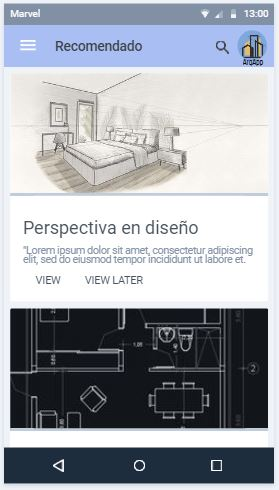 Marvel 13:00
Recomendado
ArqApp
Perspectiva en diseño
"Lorem ipsum dolor sit amet, consectetur adipiscing
elit, sed do eiusmod tempor incididunt ut labore et.
VIEW VIEW LATER